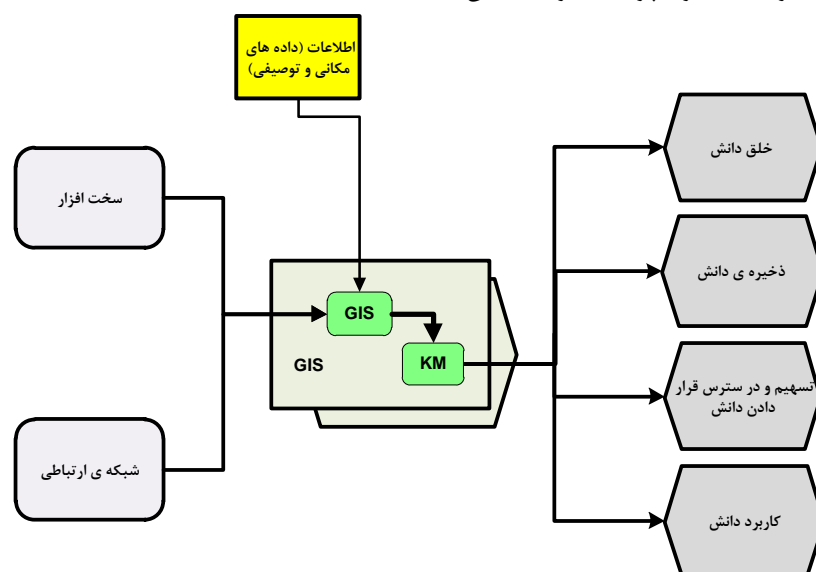 اطلاعات (داده های
مکانی و توصیفی)
خلق دانش
سخت افزار
ذخیره ی دانش
GIS
GIS
KM
تسهیم و در سترس قرار
دادن دانش
شبکه ی ارتباطی
کاربرد دانش